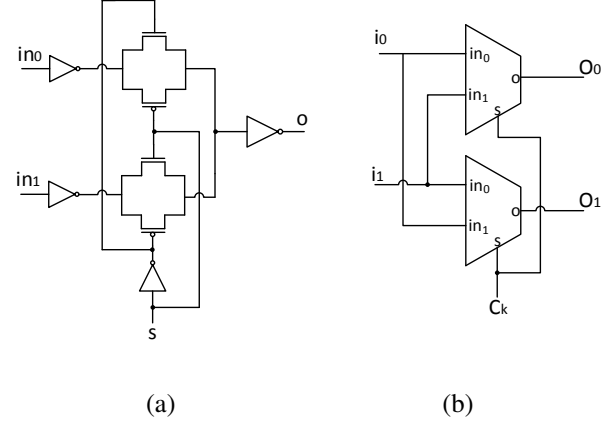 in₀
o
in₁
s
(a)
i₀
in₀
o
O₀
in₁
s
i₁
in₀
o
O₁
in₁
s
Cₖ
(b)